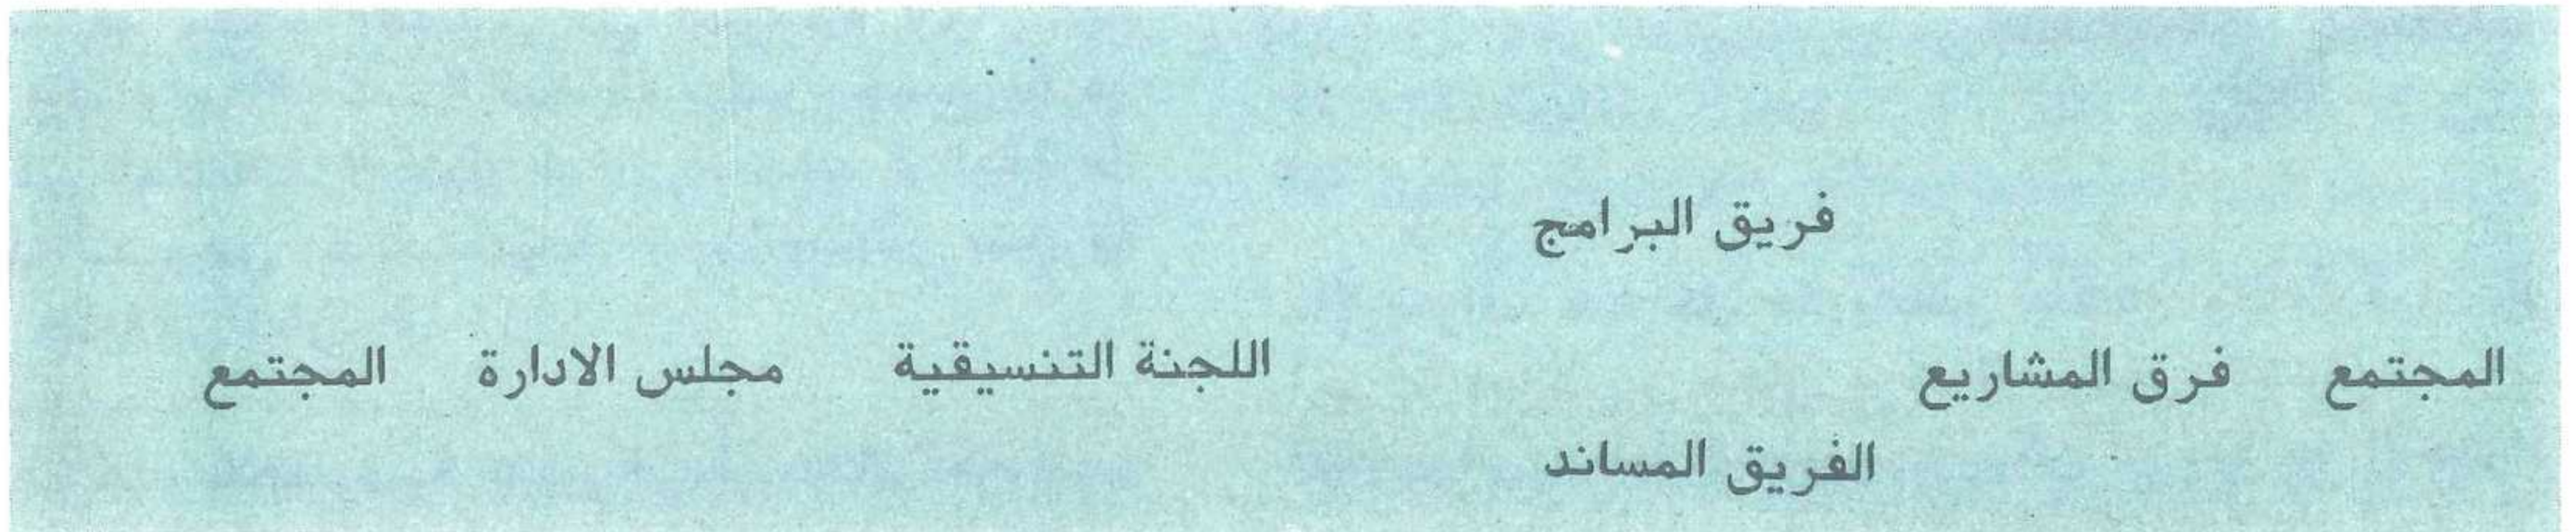 فريق البرامج
المجتمع فرق المشاريع اللجنة التنسيقية مجلس الادارة المجتمع
الفريق المساند